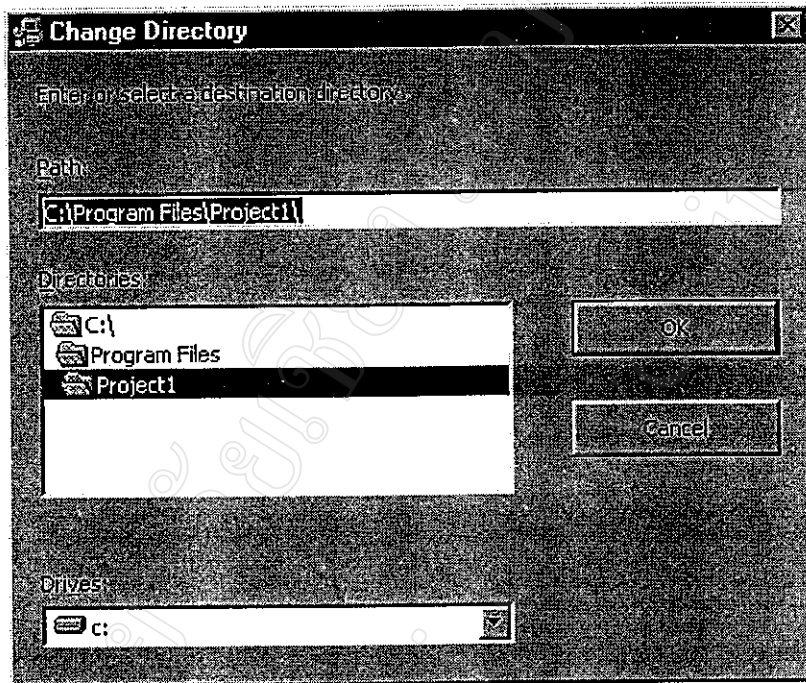 Change Directory
Enter or select a destination directory.
Path:
C:\Program Files\Project1\
Directories:
C:\
Program Files
Project1
OK
Cancel
Drives:
c: